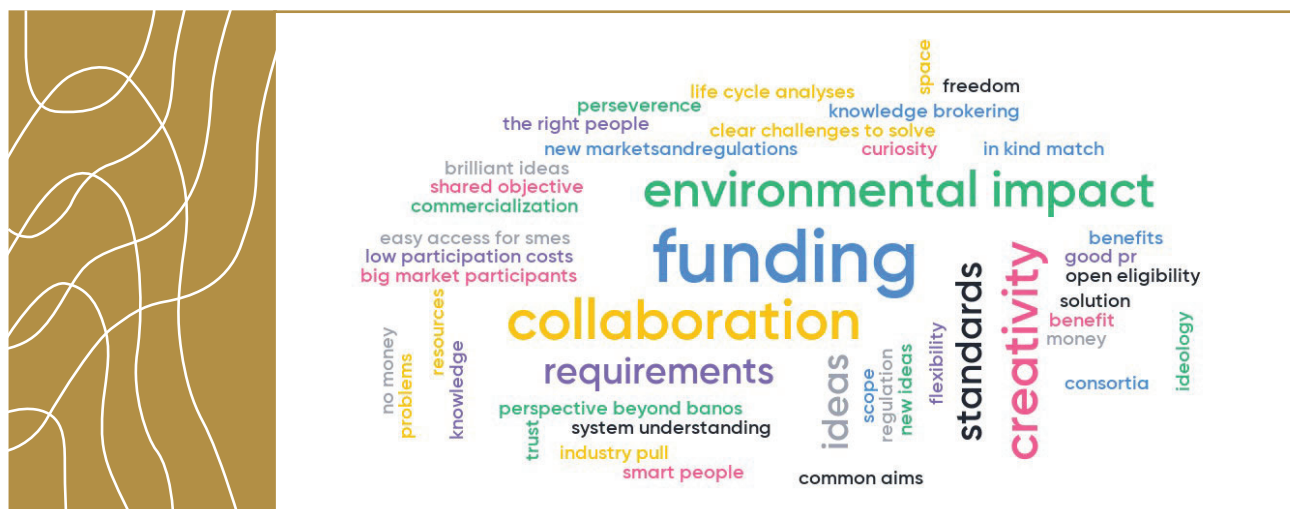 space
freedom
life cycle analyses
perseverence
knowledge brokering
the right people
clear challenges to solve
new marketsandregulations
curiosity
in kind match
brilliant ideas
shared objective
environmental impact
commercialization
easy access for smes
funding
benefits
low participation costs
good pr
big market participants
open eligibility
creativity
standards
solution
resources
collaboration
benefit
ideology
no money
problems
knowledge
flexibility
money
requirements
ideas
scope
regulation
new ideas
consortia
perspective beyond banos
trust
system understanding
industry pull
smart people
common aims